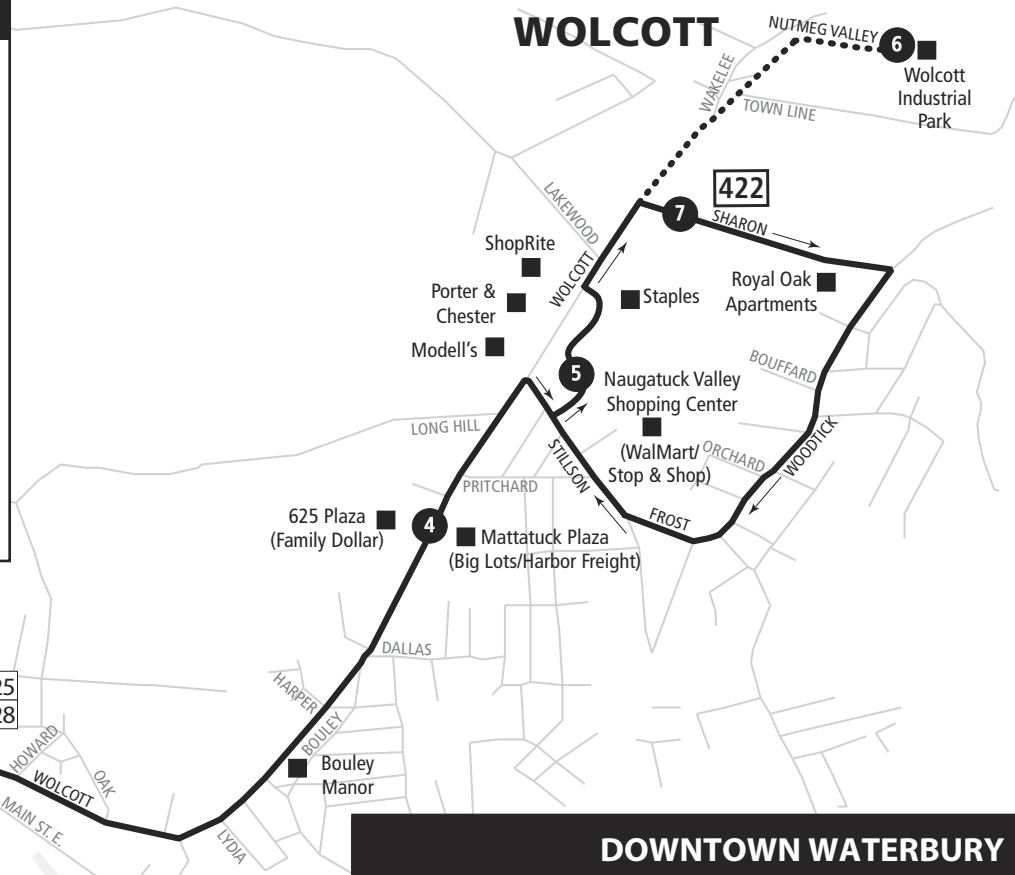 WOLCOTT
NUTMEG VALLEY
6
Wolcott
Industrial
Park
WAKELEE
TOWN LINE
422
7
SHARON
LAKEWOOD
ShopRite
WOLCOTT
Royal Oak
Apartments
Staples
Porter &
Chester
Modell's
BOUFFARD
5
Naugatuck Valley
Shopping Center
(WalMart/
Stop & Shop)
LONG HILL
STILLSON
ORCHARD
WOODTICK
PRITCHARD
625 Plaza
(Family Dollar)
4
FROST
Mattatuck Plaza
(Big Lots/Harbor Freight)
DALLAS
25
28
HARPER
BOULEY
HOWARD
OAK
Bouley
Manor
WOLCOTT
MAIN ST. E.
LYDIA
DOWNTOWN WATERBURY